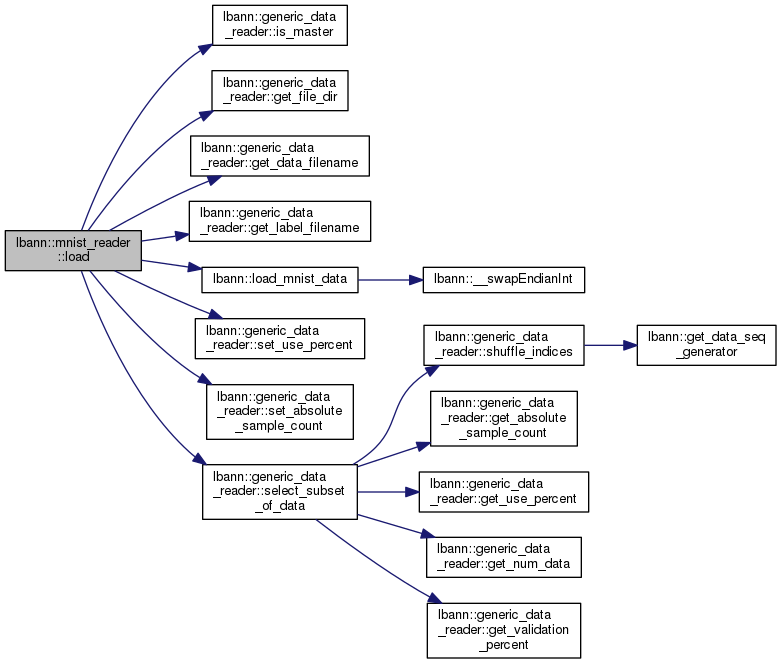 lbann::generic_data
_reader::is_master
lbann::generic_data
_reader::get_file_dir
lbann::generic_data
_reader::get_data_filename
lbann::generic_data
_reader::get_label_filename
lbann::mnist_reader
::load
lbann::load_mnist_data
lbann::__swapEndianInt
lbann::generic_data
_reader::set_use_percent
lbann::generic_data
_reader::shuffle_indices
lbann::get_data_seq
_generator
lbann::generic_data
_reader::set_absolute
_sample_count
lbann::generic_data
_reader::get_absolute
_sample_count
lbann::generic_data
_reader::select_subset
_of_data
lbann::generic_data
_reader::get_use_percent
lbann::generic_data
_reader::get_num_data
lbann::generic_data
_reader::get_validation
_percent